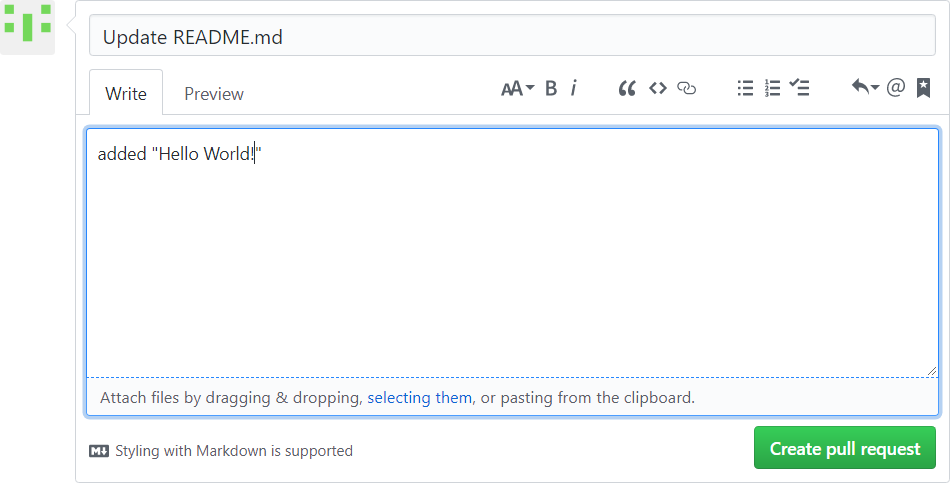 Update README.md
Write Preview AA B i
added "Hello World!"
Attach files by dragging & dropping, selecting them, or pasting from the clipboard.
Styling with Markdown is supported
Create pull request